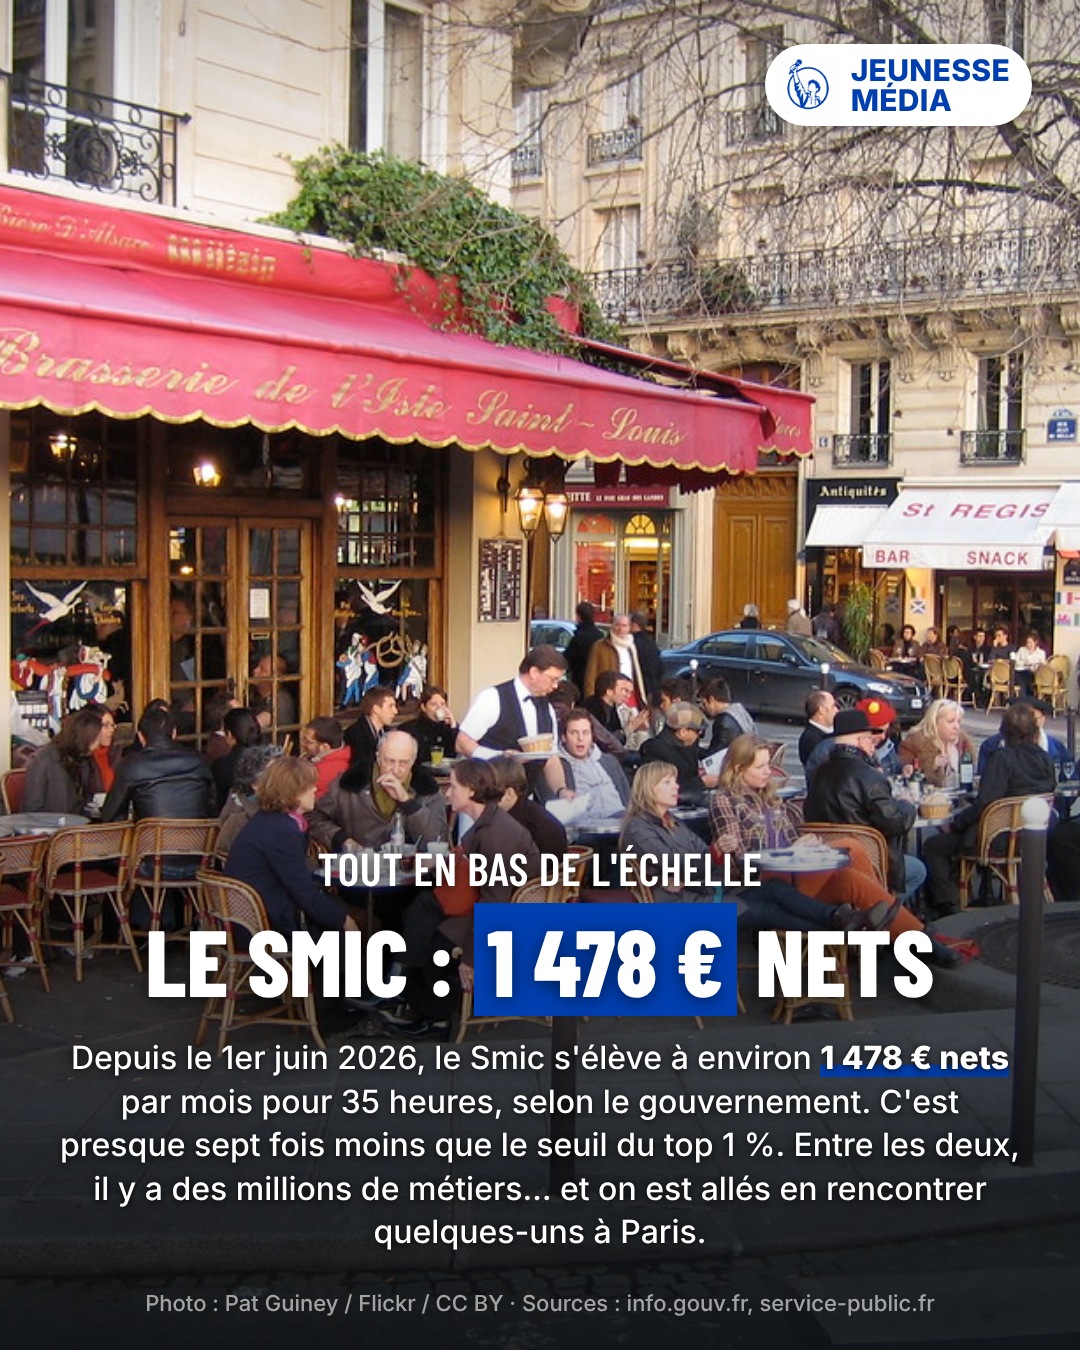 JEUNESSE
MÉDIA
Bière D'Alsace Mützig
Brasserie de l'Isle Saint-Louis
Antiquités
St REGIS
BAR SNACK
TOUT EN BAS DE L'ÉCHELLE
LE SMIC : 1 478 € NETS
Depuis le 1er juin 2026, le Smic s'élève à environ 1 478 € nets
par mois pour 35 heures, selon le gouvernement. C'est
presque sept fois moins que le seuil du top 1 %. Entre les deux,
il y a des millions de métiers... et on est allés en rencontrer
quelques-uns à Paris.
Photo : Pat Guiney / Flickr / CC BY · Sources : info.gouv.fr, service-public.fr